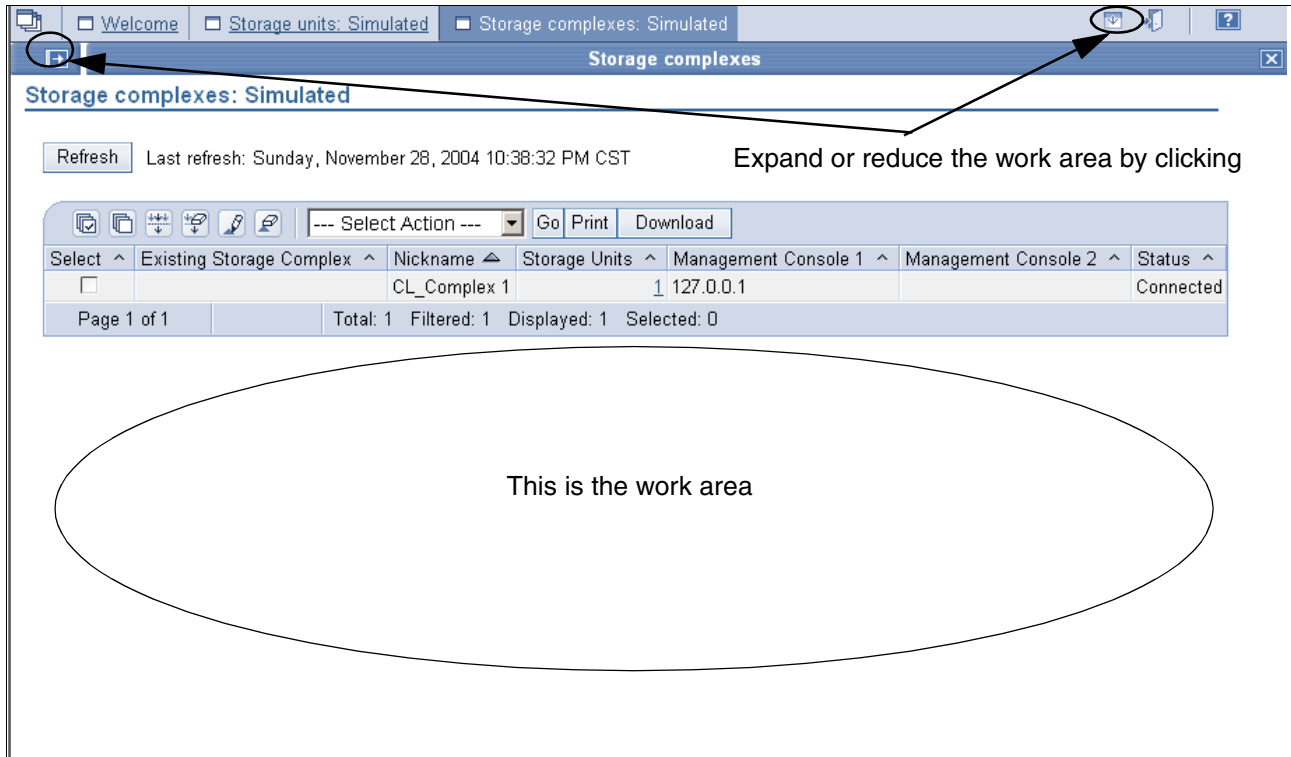 Welcome Storage units: Simulated Storage complexes: Simulated ?
Storage complexes
Storage complexes: Simulated
Refresh Last refresh: Sunday, November 28, 2004 10:38:32 PM CST
Expand or reduce the work area by clicking
--- Select Action --- Go Print Download
Select ^ Existing Storage Complex ^ Nickname Storage Units ^ Management Console 1 ^ Management Console 2 ^ Status ^
CL_Complex 1 1 127.0.0.1 Connected
Page 1 of 1 Total: 1 Filtered: 1 Displayed: 1 Selected: 0
This is the work area